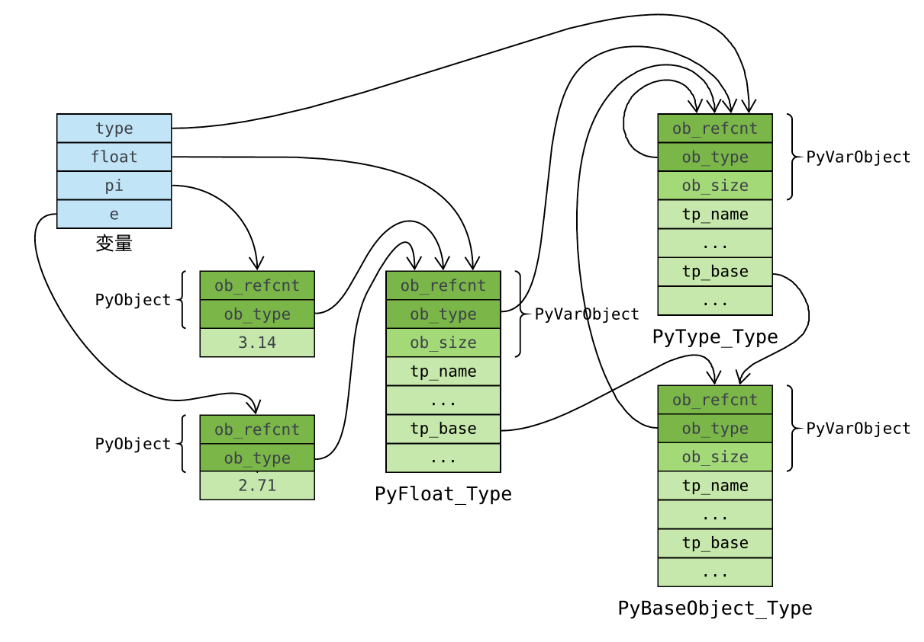 type
float
pi
e
变量
PyObject
ob_refcnt
ob_type
3.14
PyObject
ob_refcnt
ob_type
2.71
ob_refcnt
ob_type
ob_size
tp_name
...
tp_base
...
PyVarObject
PyFloat_Type
ob_refcnt
ob_type
ob_size
tp_name
...
tp_base
...
PyVarObject
PyType_Type
ob_refcnt
ob_type
ob_size
tp_name
...
tp_base
...
PyVarObject
PyBaseObject_Type